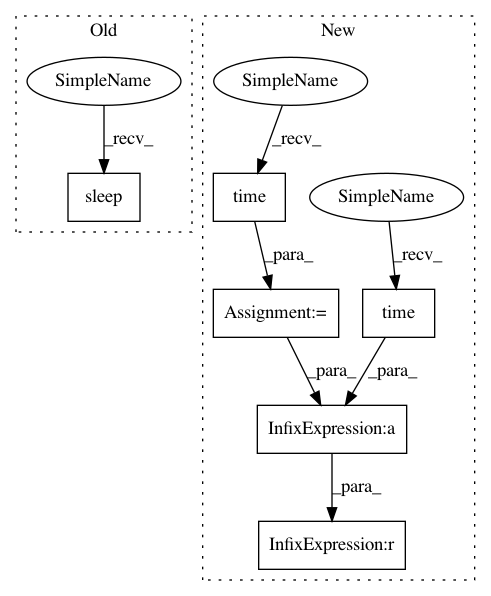 Old
New
SimpleName
SimpleName
_recv_
_recv_
sleep
time
SimpleName
_para_
_recv_
Assignment:=
time
_para_
_para_
InfixExpression:a
_para_
InfixExpression:r